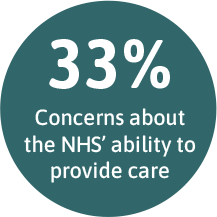 33%
Concerns about
the NHS’ ability to
provide care